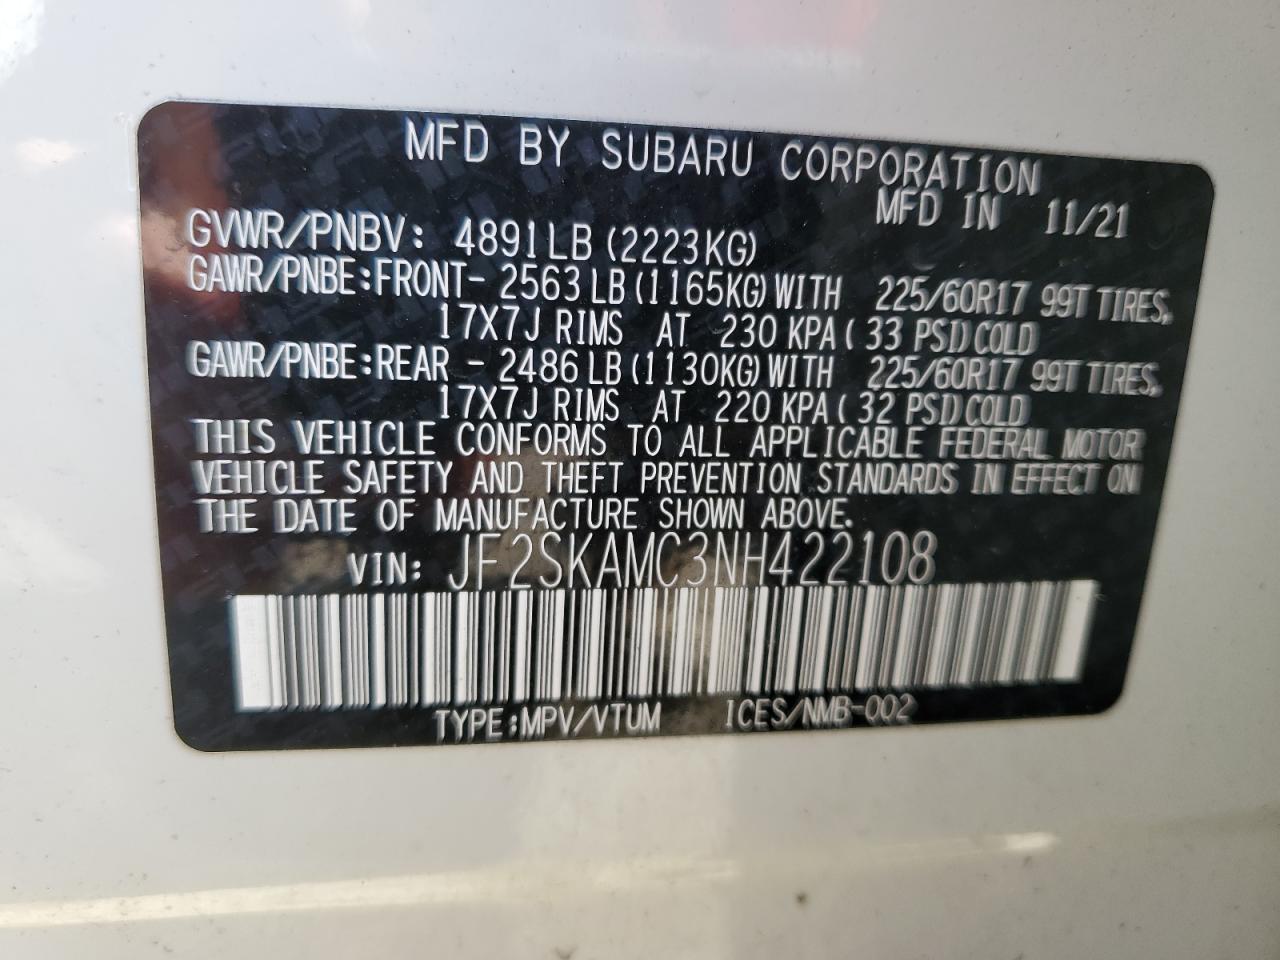 MFD BY SUBARU CORPORATION
MFD IN 11/21
GVWR/PNBV: 4891LB (2223KG)
GAWR/PNBE:FRONT- 2563 LB (1165KG) WITH 225/60R17 99T TIRES,
17X7J RIMS AT 230 KPA ( 33 PSI) COLD
GAWR/PNBE:REAR - 2486 LB (1130KG) WITH 225/60R17 99T TIRES,
17X7J RIMS AT 220 KPA ( 32 PSI) COLD
THIS VEHICLE CONFORMS TO ALL APPLICABLE FEDERAL MOTOR
VEHICLE SAFETY AND THEFT PREVENTION STANDARDS IN EFFECT ON
THE DATE OF MANUFACTURE SHOWN ABOVE.
VIN: JF2SKAMC3NH422108
TYPE:MPV/VTUM ICES/NMB-002